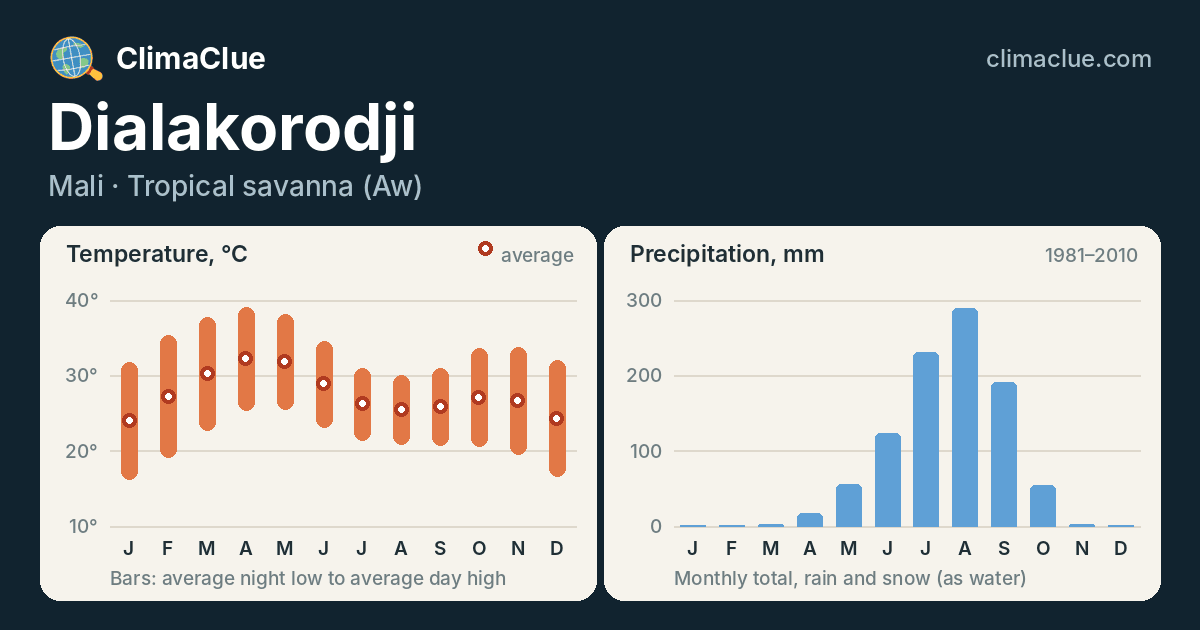 ClimaClue
climaclue.com
Dialakorodji
Mali · Tropical savanna (Aw)
Temperature, °C
average
40°
30°
20°
10°
J F M A M J J A S O N D
Bars: average night low to average day high
Precipitation, mm
1981–2010
300
200
100
0
J F M A M J J A S O N D
Monthly total, rain and snow (as water)